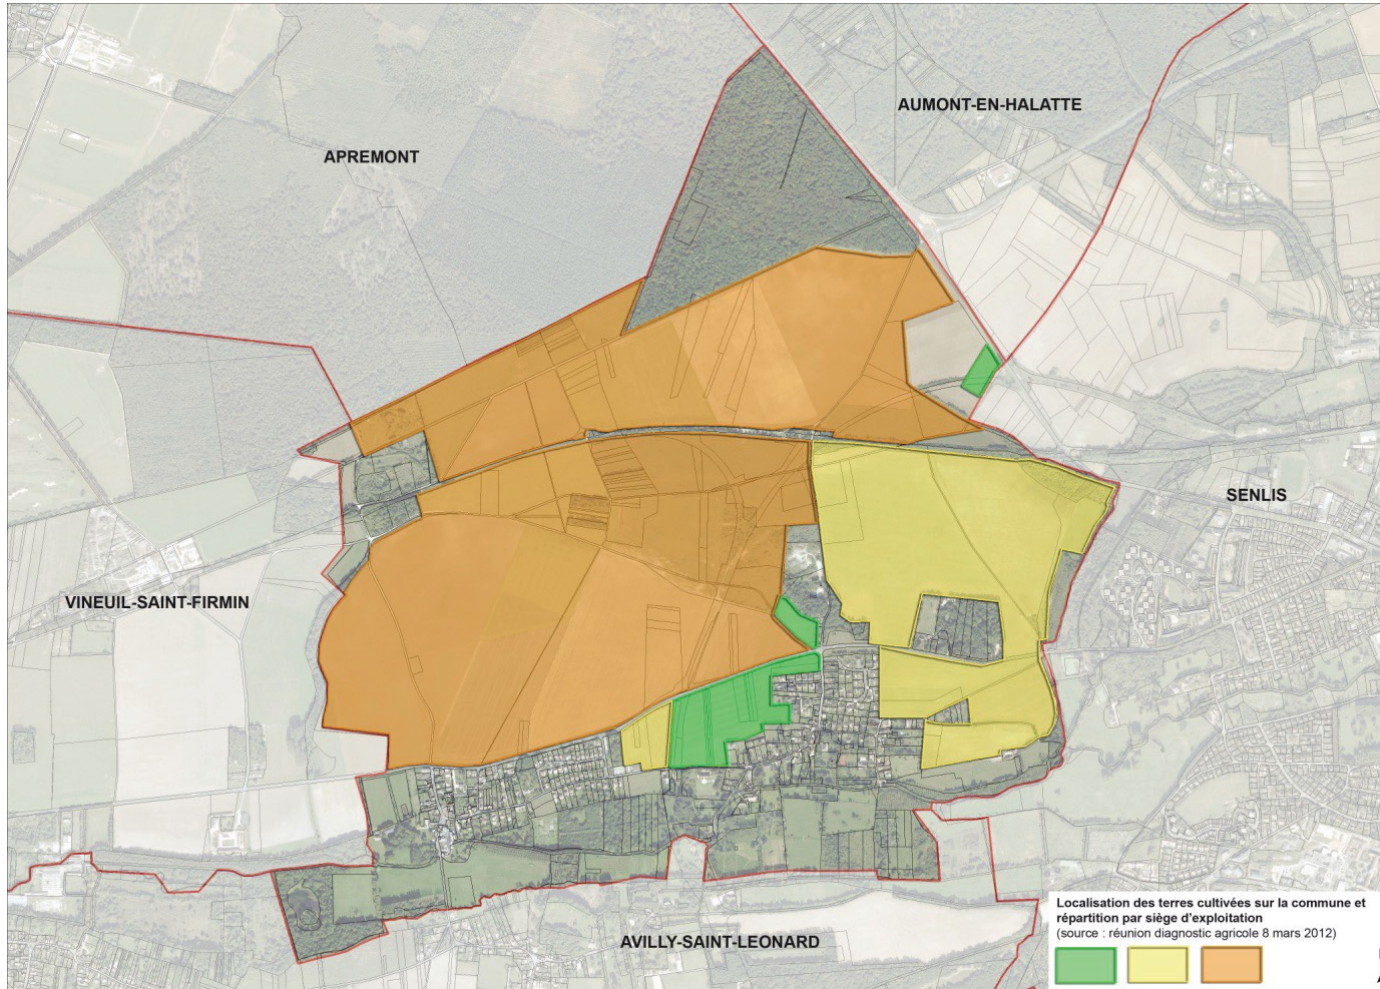 AUMONT-EN-HALATTE
APREMONT
SENLIS
VINEUIL-SAINT-FIRMIN
AVILLY-SAINT-LEONARD
Localisation des terres cultivées sur la commune et
répartition par siège d'exploitation
(source : réunion diagnostic agricole 8 mars 2012)